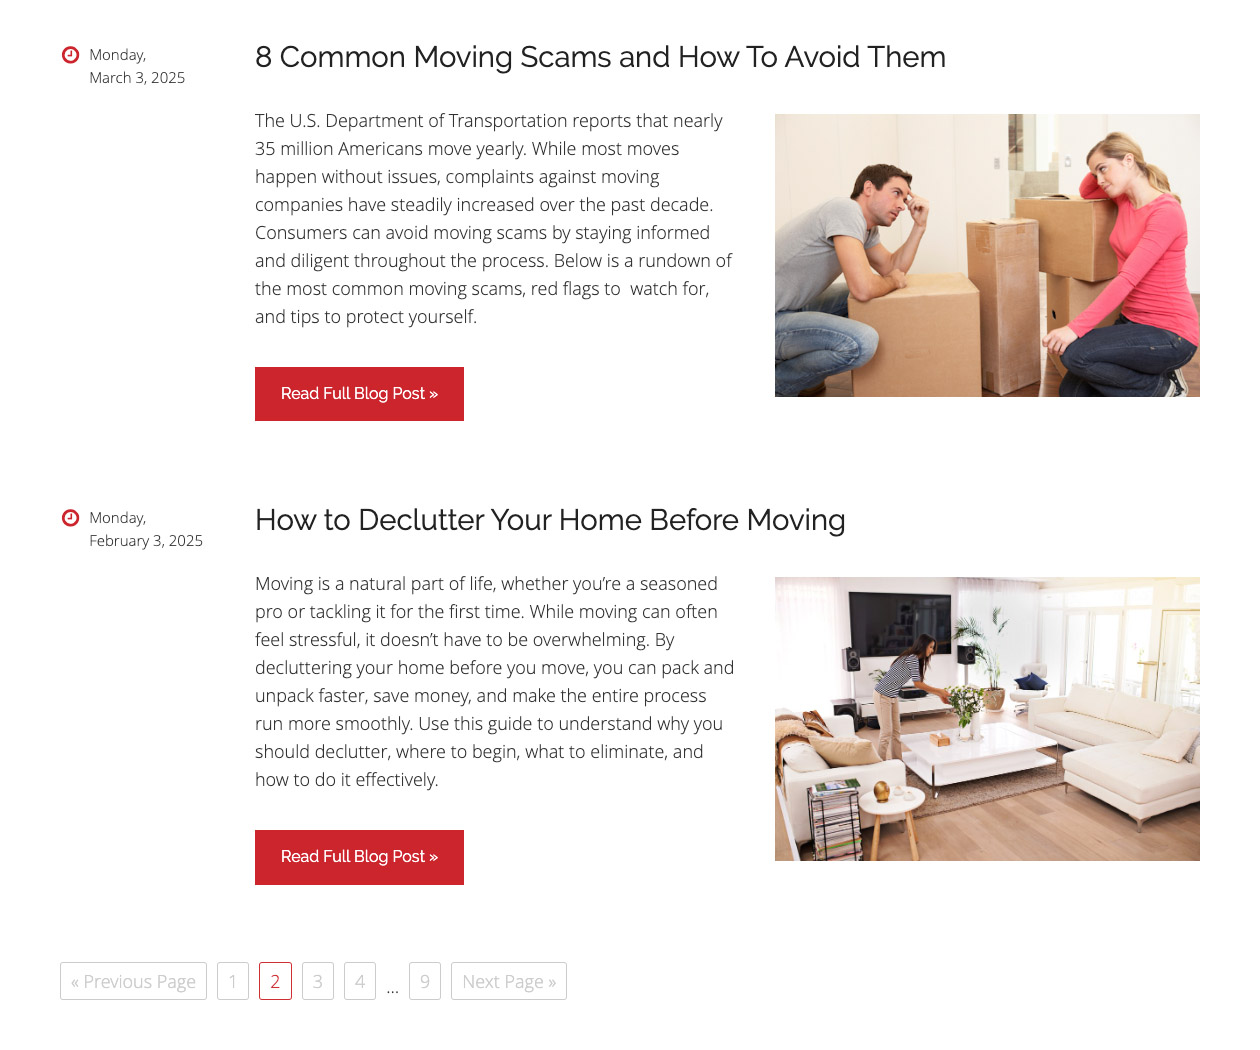 Monday,
March 3, 2025
8 Common Moving Scams and How To Avoid Them
The U.S. Department of Transportation reports that nearly
35 million Americans move yearly. While most moves
happen without issues, complaints against moving
companies have steadily increased over the past decade.
Consumers can avoid moving scams by staying informed
and diligent throughout the process. Below is a rundown of
the most common moving scams, red flags to  watch for,
and tips to protect yourself.
Read Full Blog Post »
Monday,
February 3, 2025
How to Declutter Your Home Before Moving
Moving is a natural part of life, whether you’re a seasoned
pro or tackling it for the first time. While moving can often
feel stressful, it doesn’t have to be overwhelming. By
decluttering your home before you move, you can pack and
unpack faster, save money, and make the entire process
run more smoothly. Use this guide to understand why you
should declutter, where to begin, what to eliminate, and
how to do it effectively.
Read Full Blog Post »
« Previous Page 1 2 3 4 ... 9 Next Page »